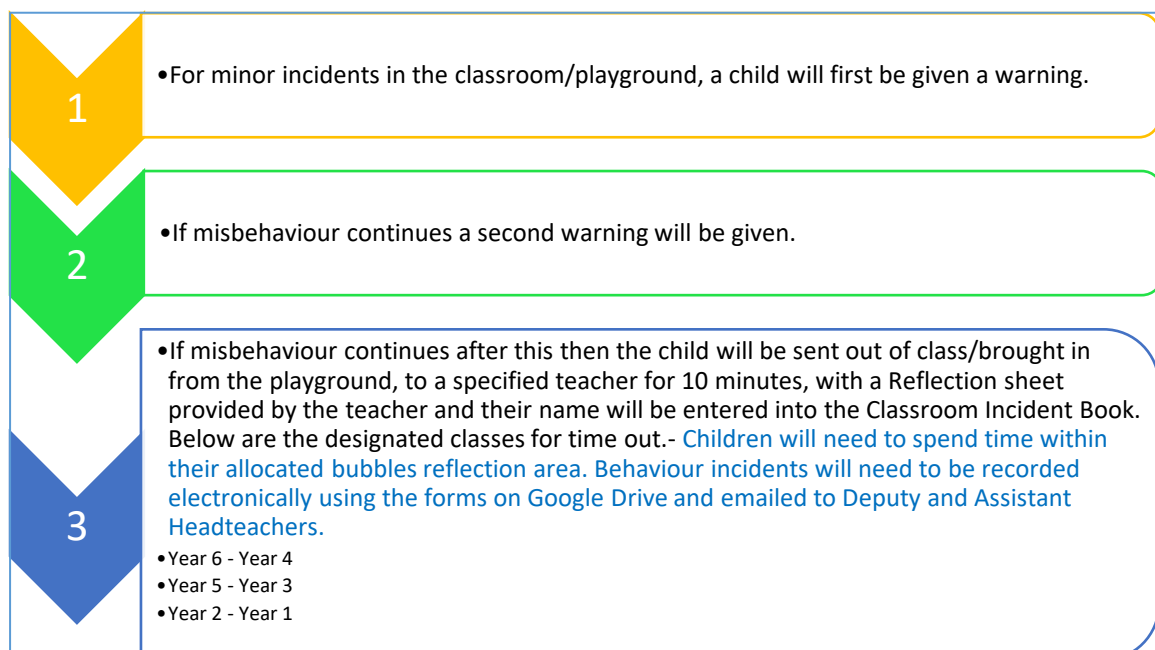 1
•For minor incidents in the classroom/playground, a child will first be given a warning.
2
•If misbehaviour continues a second warning will be given.
3
•If misbehaviour continues after this then the child will be sent out of class/brought in
from the playground, to a specified teacher for 10 minutes, with a Reflection sheet
provided by the teacher and their name will be entered into the Classroom Incident Book.
Below are the designated classes for time out.- Children will need to spend time within
their allocated bubbles reflection area. Behaviour incidents will need to be recorded
electronically using the forms on Google Drive and emailed to Deputy and Assistant
Headteachers.
•Year 6 - Year 4
•Year 5 - Year 3
•Year 2 - Year 1